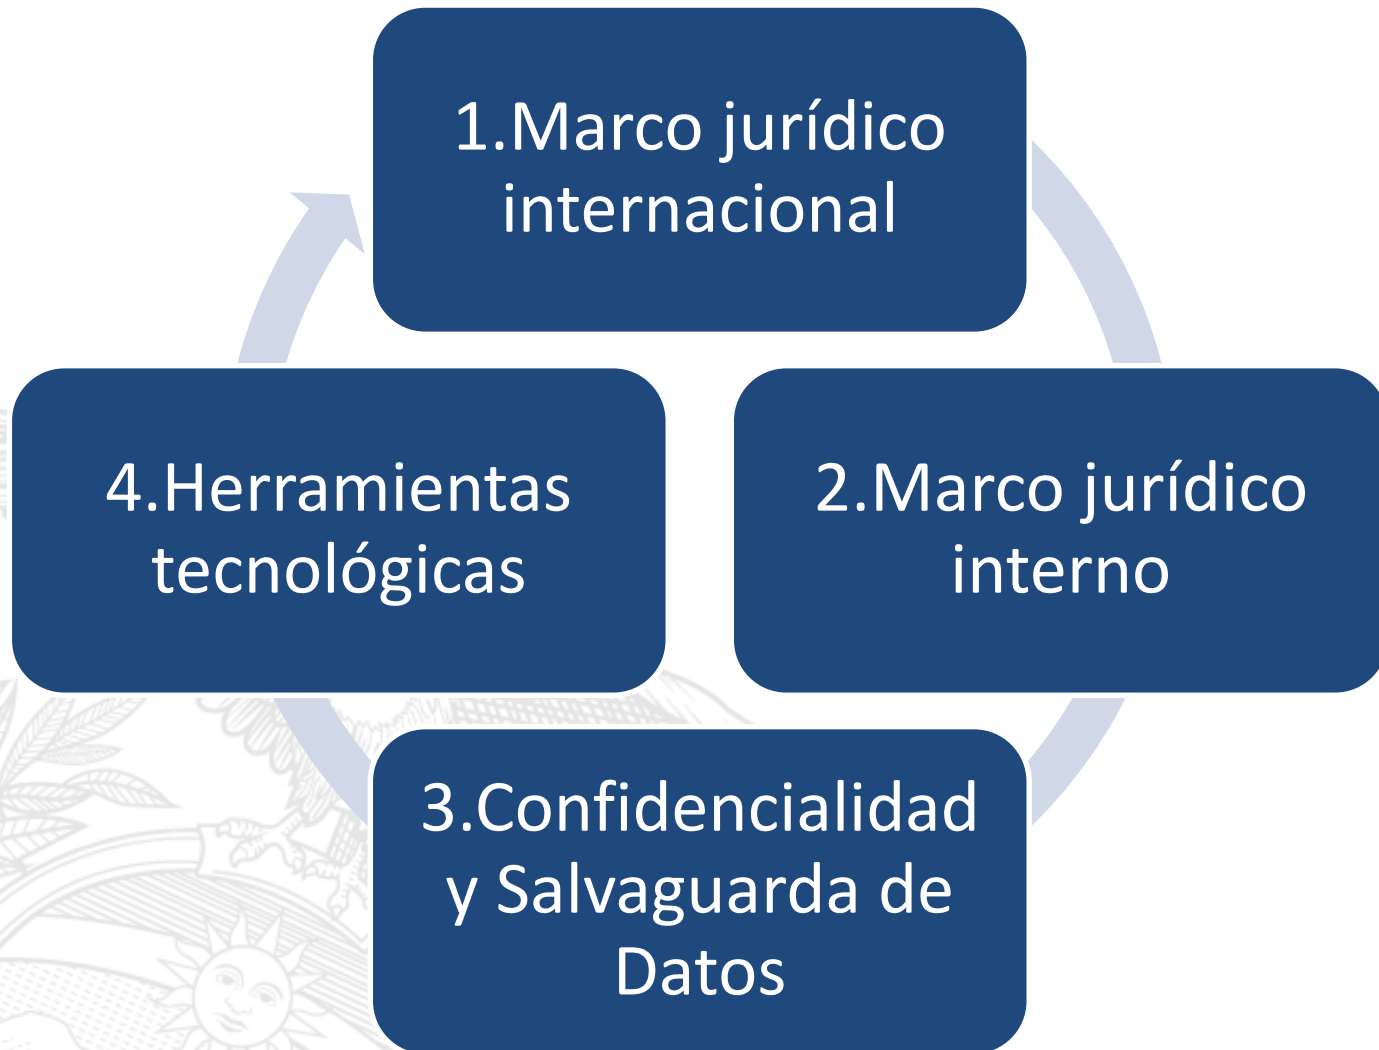 1.Marco jurídico
internacional
2.Marco jurídico
interno
3.Confidencialidad
y Salvaguarda de
Datos
4.Herramientas
tecnológicas